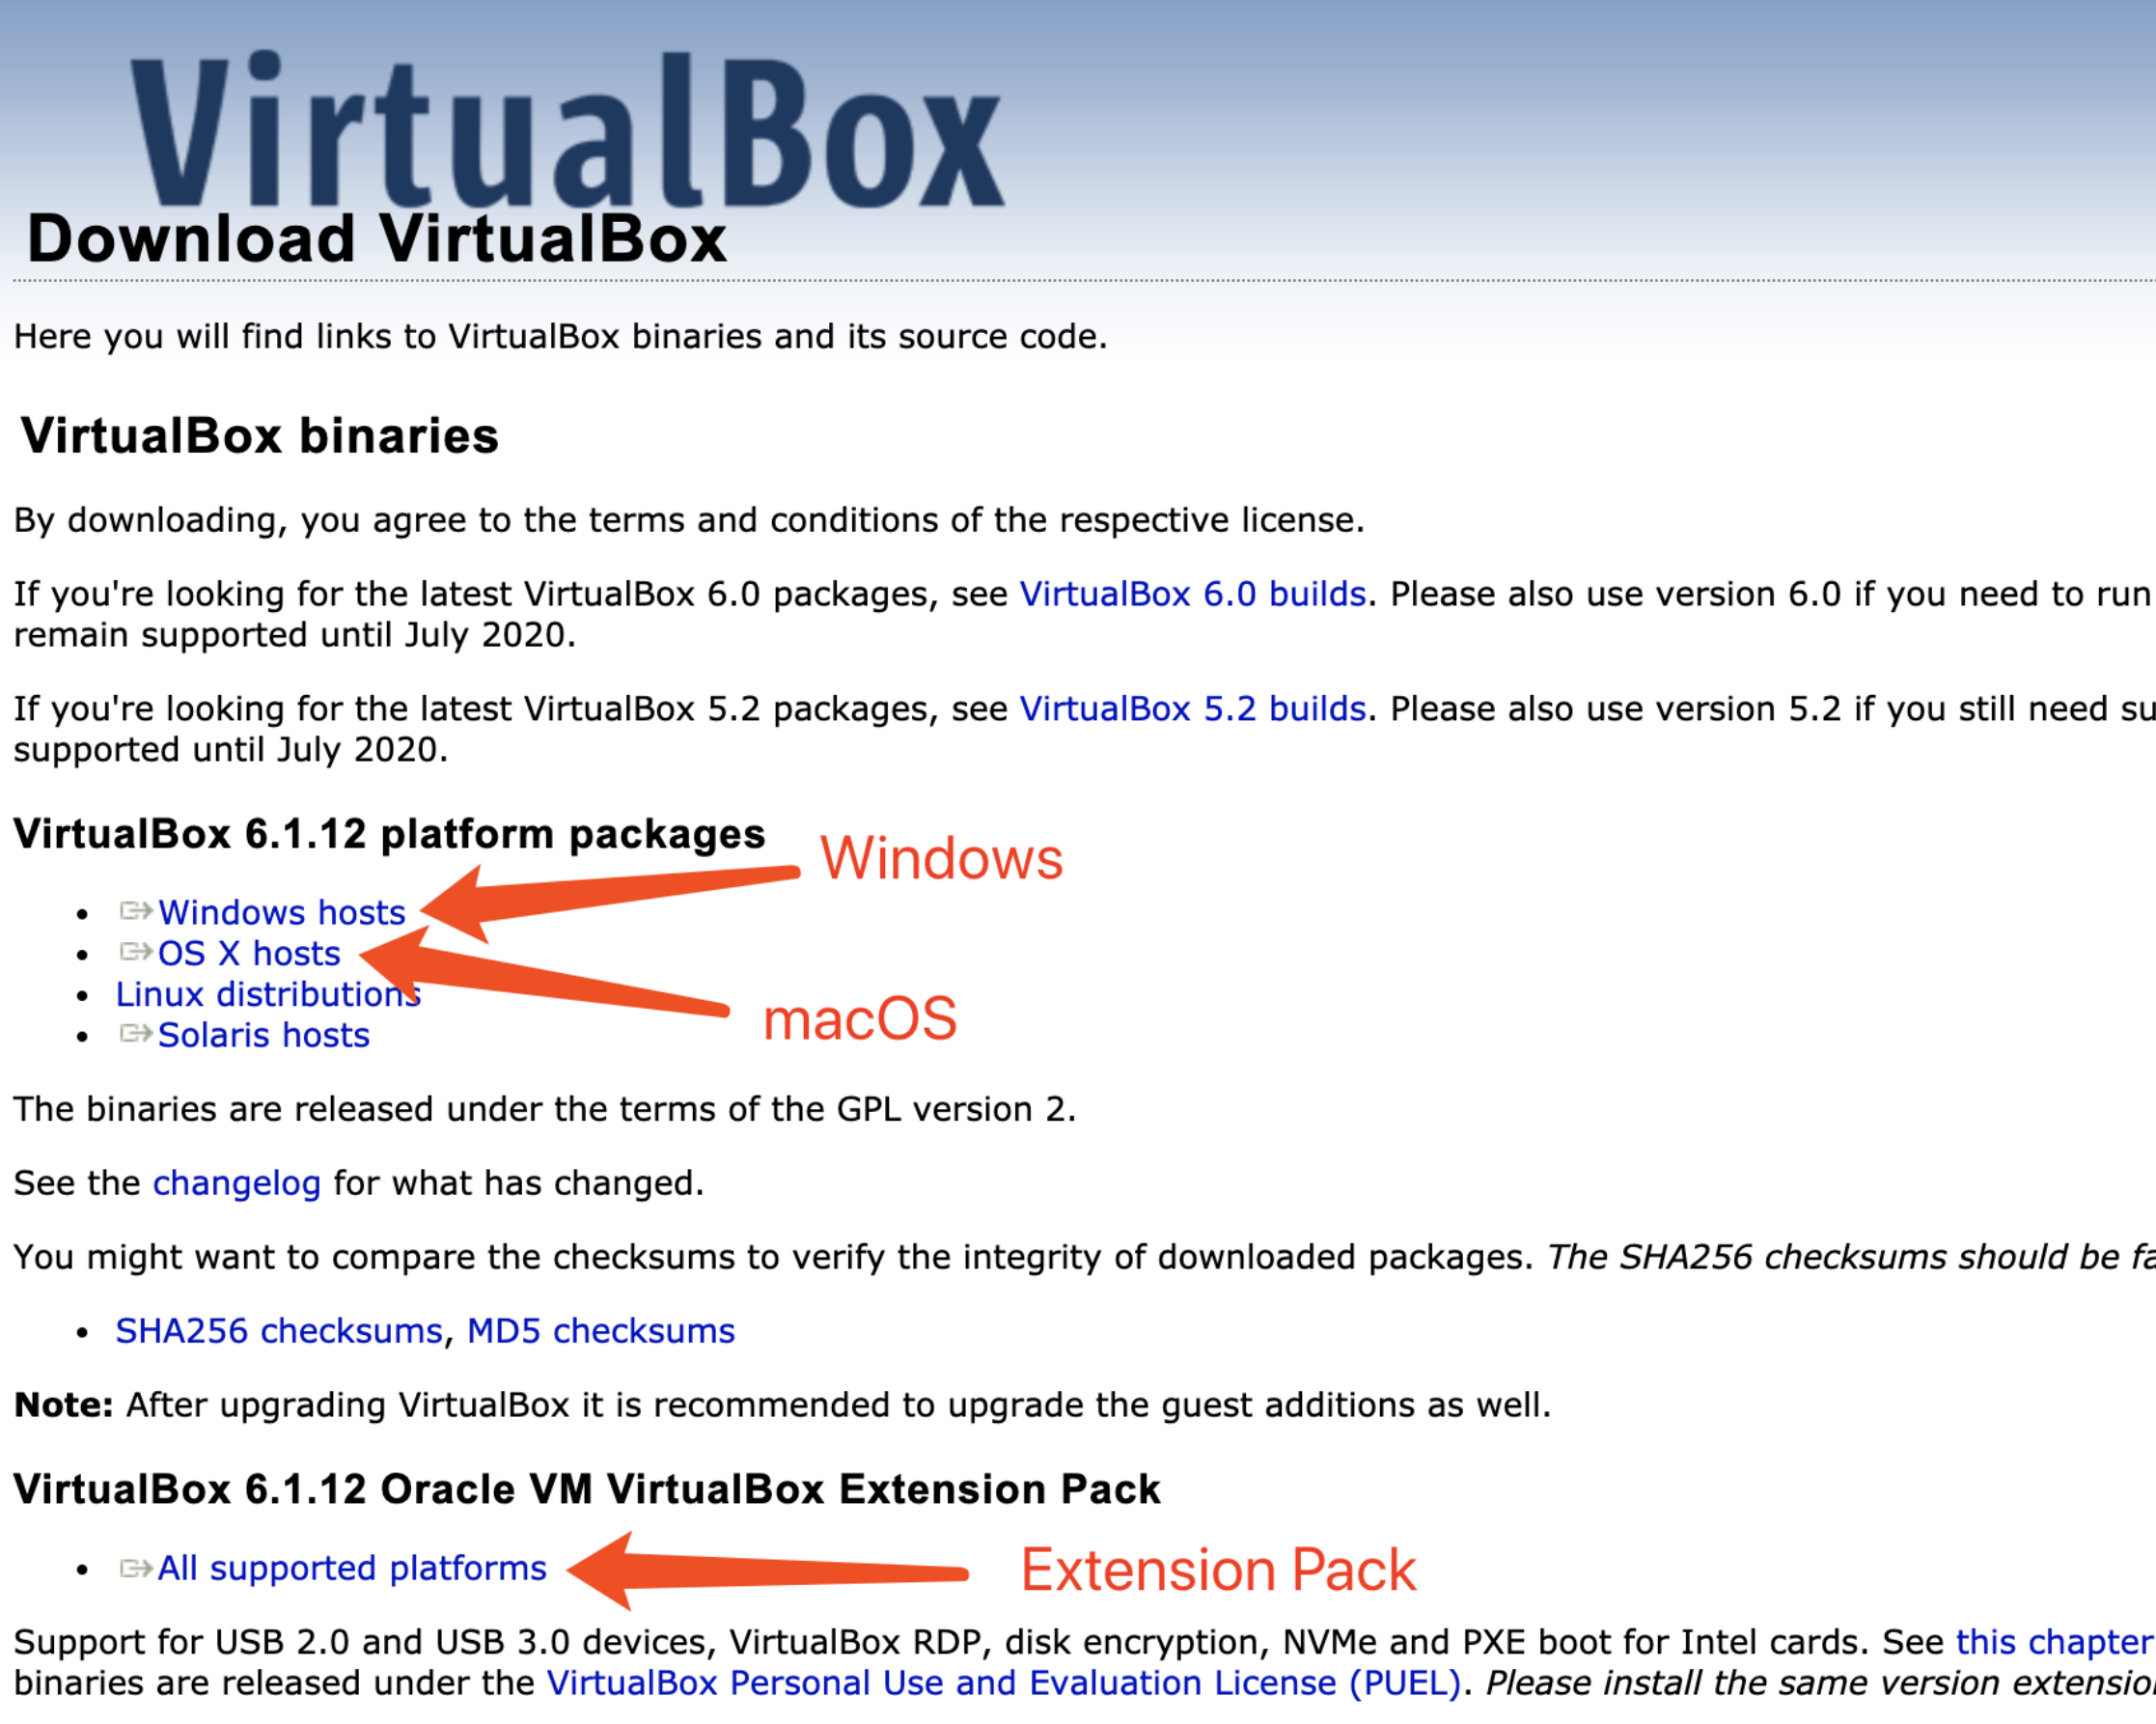 VirtualBox
Download VirtualBox
Here you will find links to VirtualBox binaries and its source code.
VirtualBox binaries
By downloading, you agree to the terms and conditions of the respective license.
If you're looking for the latest VirtualBox 6.0 packages, see VirtualBox 6.0 builds. Please also use version 6.0 if you need to run
remain supported until July 2020.
If you're looking for the latest VirtualBox 5.2 packages, see VirtualBox 5.2 builds. Please also use version 5.2 if you still need su
supported until July 2020.
VirtualBox 6.1.12 platform packages
Windows
Windows hosts
OS X hosts
Linux distributions
macOS
Solaris hosts
The binaries are released under the terms of the GPL version 2.
See the changelog for what has changed.
You might want to compare the checksums to verify the integrity of downloaded packages. The SHA256 checksums should be fa
SHA256 checksums, MD5 checksums
Note: After upgrading VirtualBox it is recommended to upgrade the guest additions as well.
VirtualBox 6.1.12 Oracle VM VirtualBox Extension Pack
All supported platforms
Extension Pack
Support for USB 2.0 and USB 3.0 devices, VirtualBox RDP, disk encryption, NVMe and PXE boot for Intel cards. See this chapter
binaries are released under the VirtualBox Personal Use and Evaluation License (PUEL). Please install the same version extension